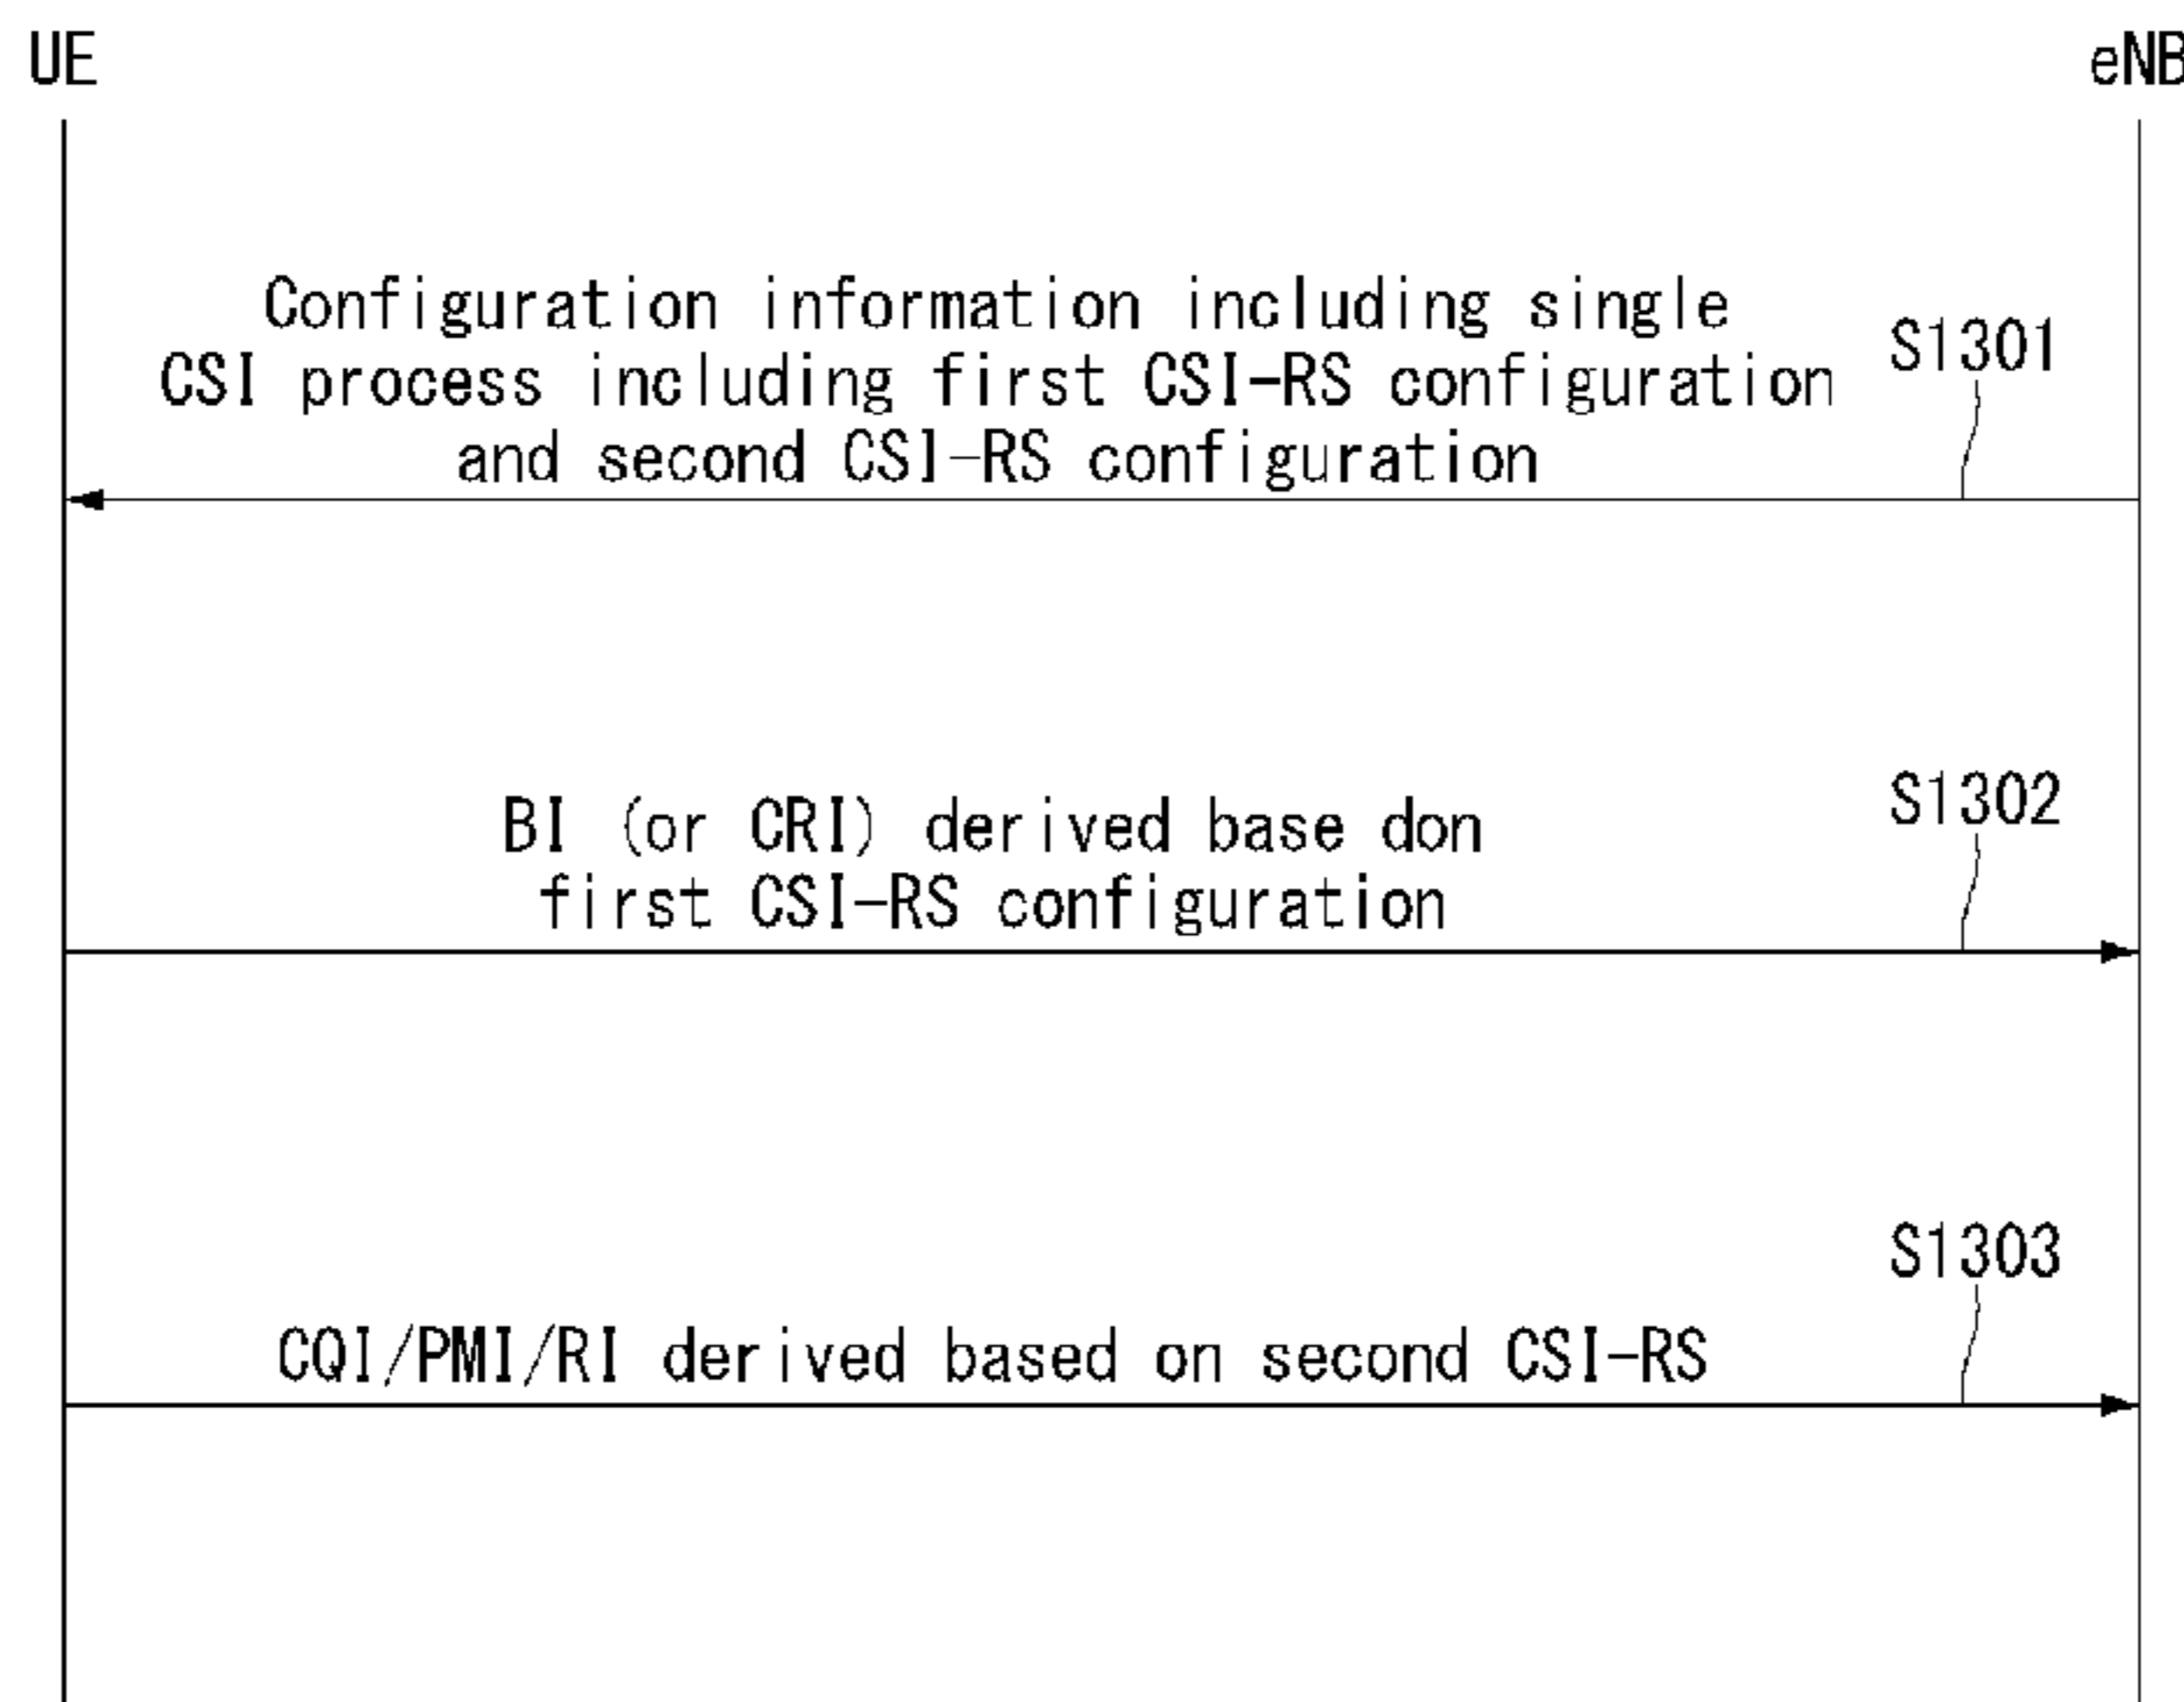 UE
eNB
Configuration information including single
CSI process including first CSI-RS configuration
and second CSI-RS configuration
S1301
BI (or CRI) derived base don
first CSI-RS configuration
S1302
CQI/PMI/RI derived based on second CSI-RS
S1303